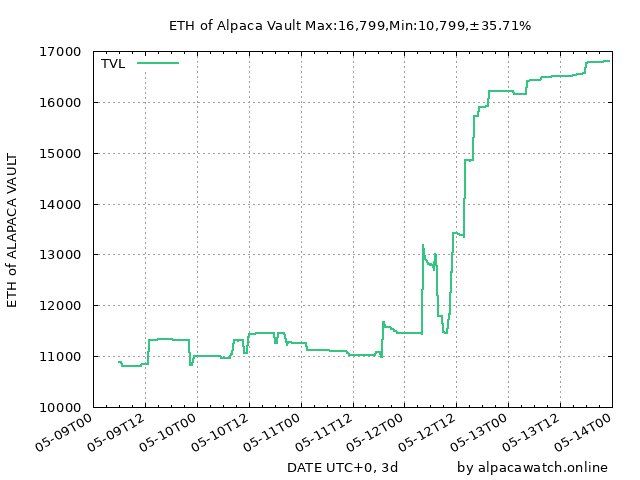 ETH of Alpaca Vault Max:16,799,Min:10,799,±35.71%
TVL
17000
16000
15000
14000
13000
12000
11000
10000
ETH of ALAPACA VAULT
05-09T00
05-09T12
05-10T00
05-10T12
05-11T00
05-11T12
05-12T00
05-12T12
05-13T00
05-13T12
05-14T00
DATE UTC+0, 3d
by alpacawatch.online